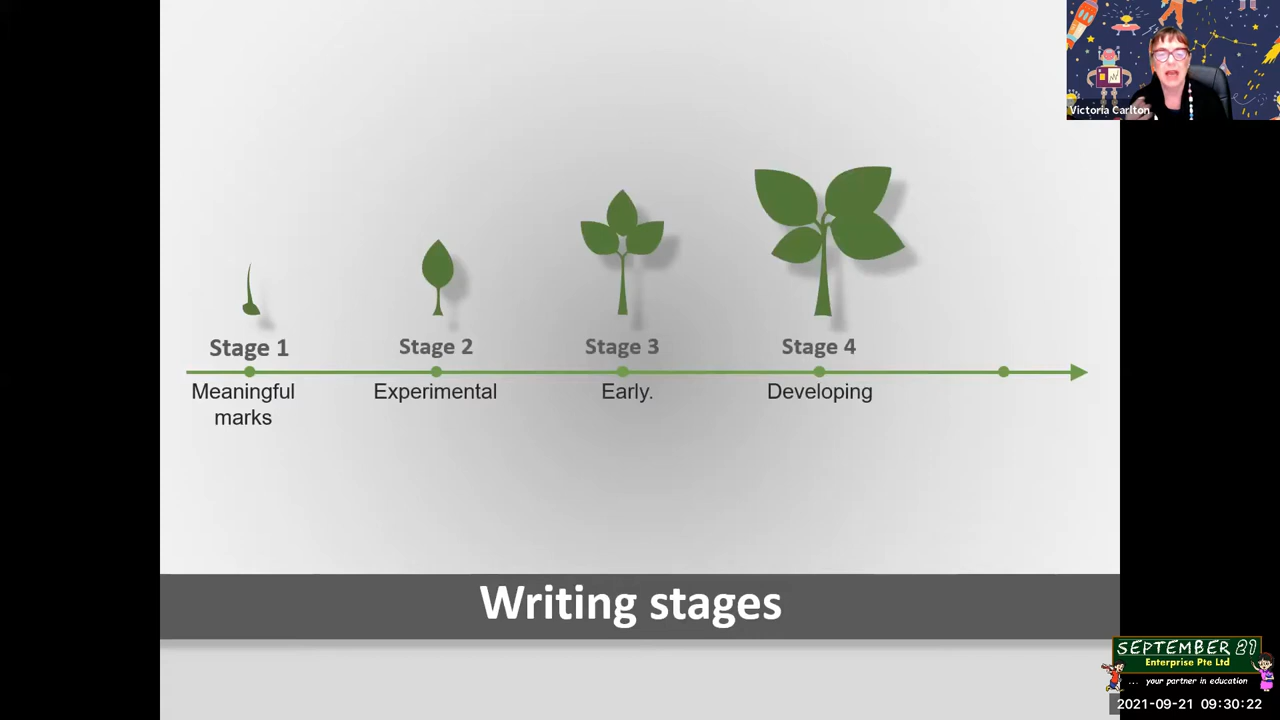 Victoria Carlton
Stage 1
Stage 2
Stage 3
Stage 4
Meaningful
marks
Experimental
Early.
Developing
Writing stages
SEPTEMBER 21
Enterprise Pte Ltd
... your partner in education
2021-09-21 09:30:22